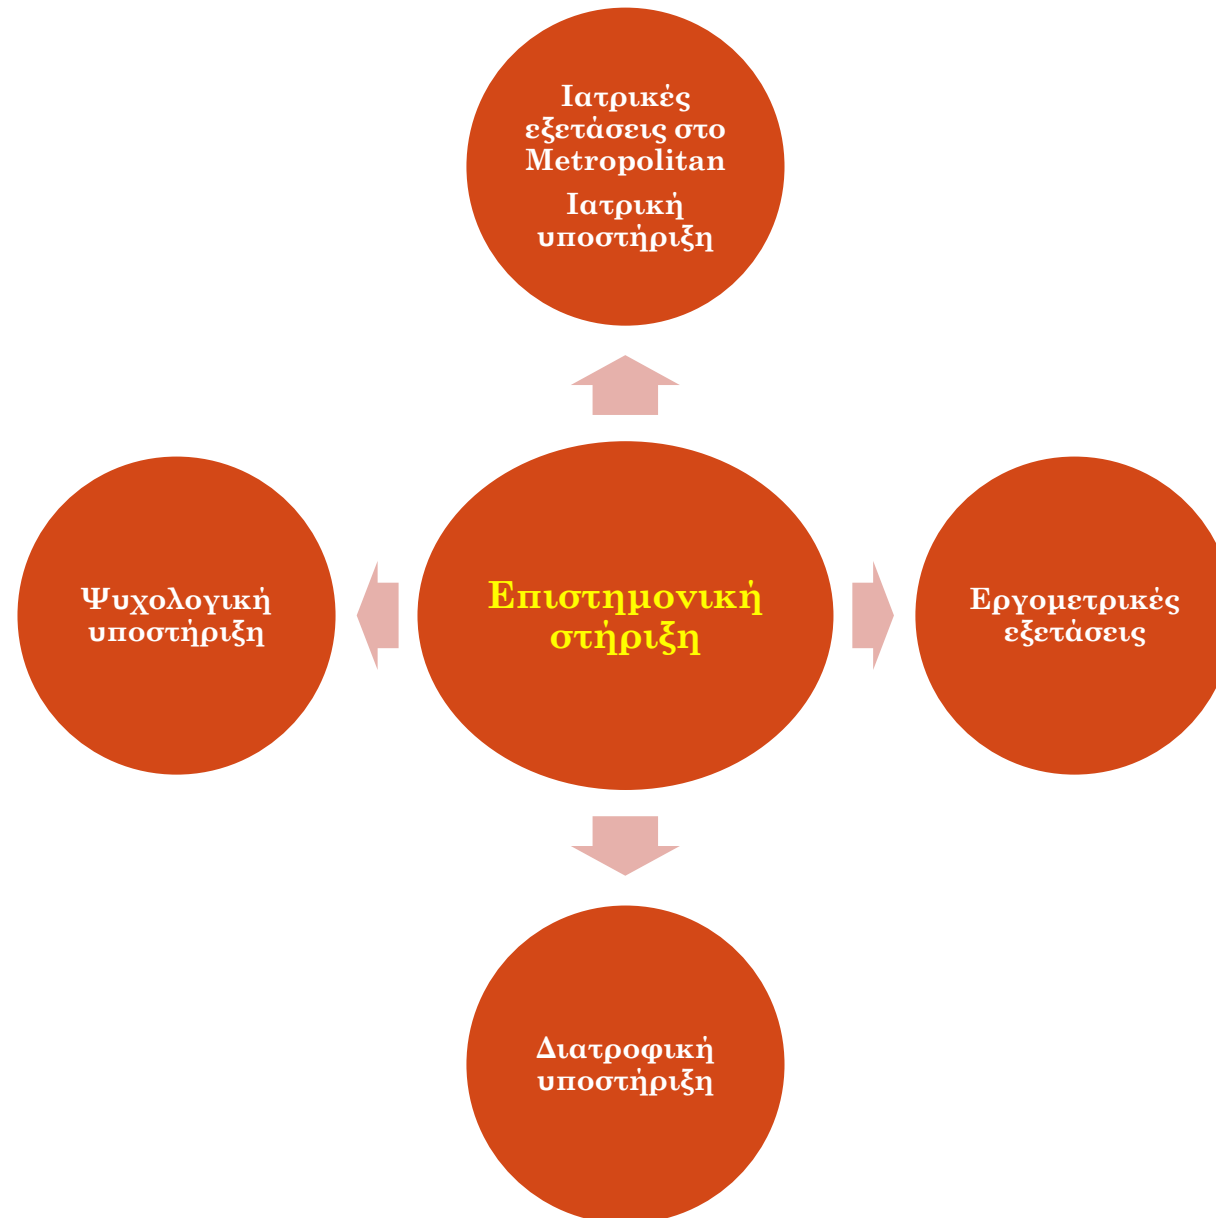 Ιατρικές
εξετάσεις στο
Metropolitan
Ιατρική
υποστήριξη
Ψυχολογική
υποστήριξη
Επιστημονική
στήριξη
Εργομετρικές
εξετάσεις
Διατροφική
υποστήριξη